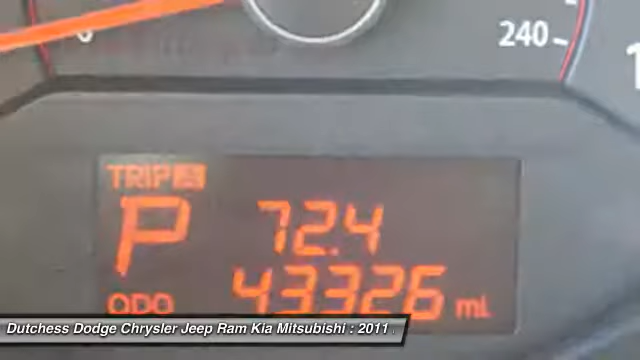 240
TRIP
P 72.4
ODO 43326 mi
Dutchess Dodge Chrysler Jeep Ram Kia Mitsubishi : 2011